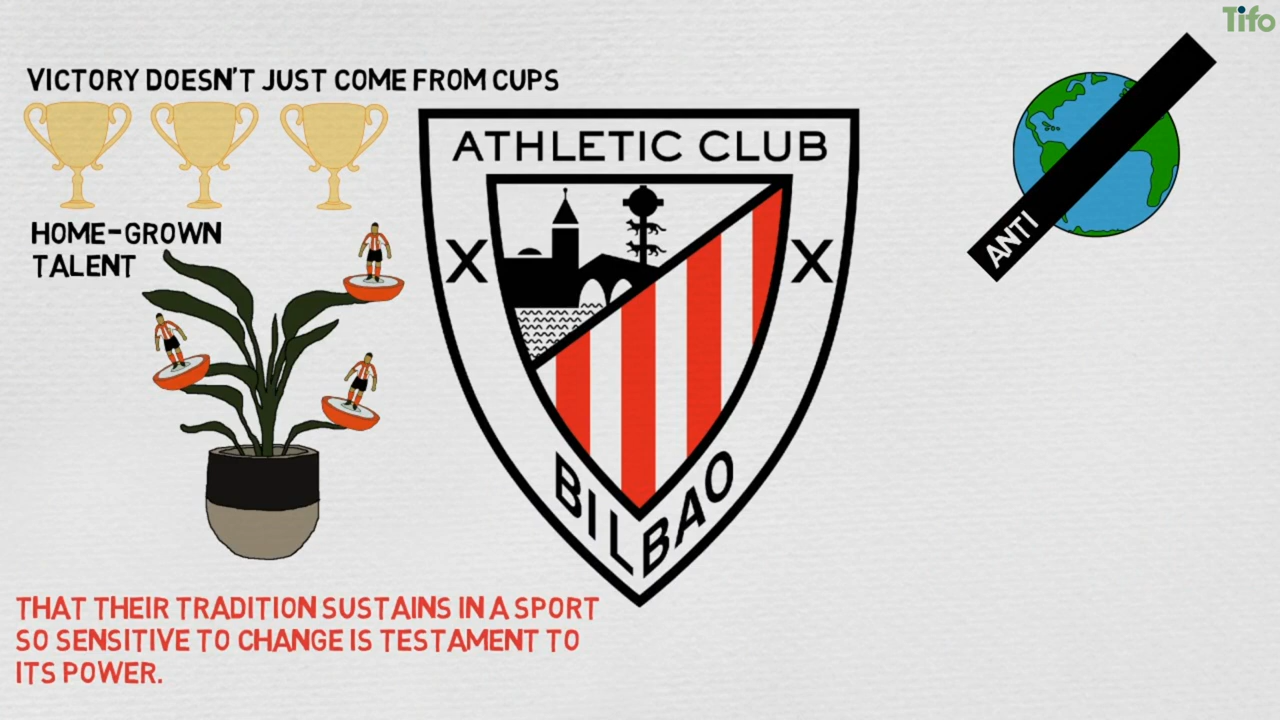 Tifo
VICTORY DOESN'T JUST COME FROM CUPS
HOME-GROWN
TALENT
ATHLETIC CLUB
X X
BILBAO
ANTI
THAT THEIR TRADITION SUSTAINS IN A SPORT
SO SENSITIVE TO CHANGE IS TESTAMENT TO
ITS POWER.